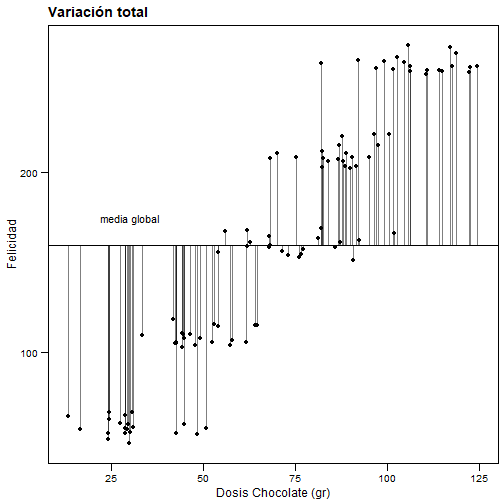 Variación total
Felicidad
200
media global
100
25
50
75
100
125
Dosis Chocolate (gr)